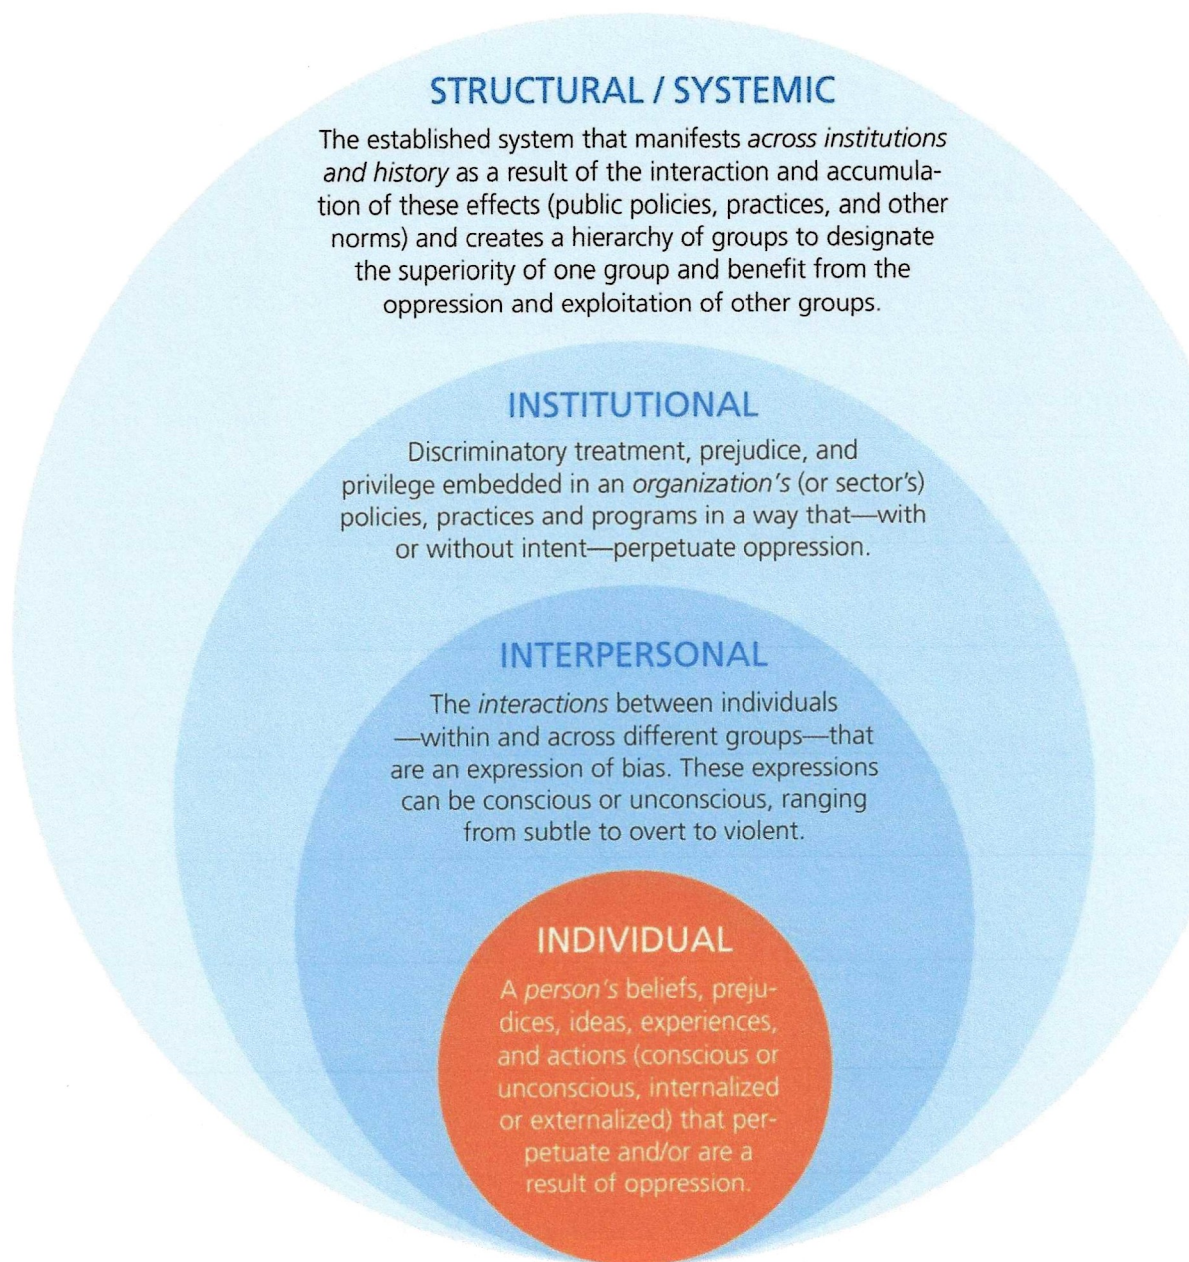 STRUCTURAL / SYSTEMIC
The established system that manifests across institutions
and history as a result of the interaction and accumula-
tion of these effects (public policies, practices, and other
norms) and creates a hierarchy of groups to designate
the superiority of one group and benefit from the
oppression and exploitation of other groups.
INSTITUTIONAL
Discriminatory treatment, prejudice, and
privilege embedded in an organization's (or sector's)
policies, practices and programs in a way that—with
or without intent—perpetuate oppression.
INTERPERSONAL
The interactions between individuals
—within and across different groups—that
are an expression of bias. These expressions
can be conscious or unconscious, ranging
from subtle to overt to violent.
INDIVIDUAL
A person's beliefs, preju-
dices, ideas, experiences,
and actions (conscious or
unconscious, internalized
or externalized) that per-
petuate and/or are a
result of oppression.